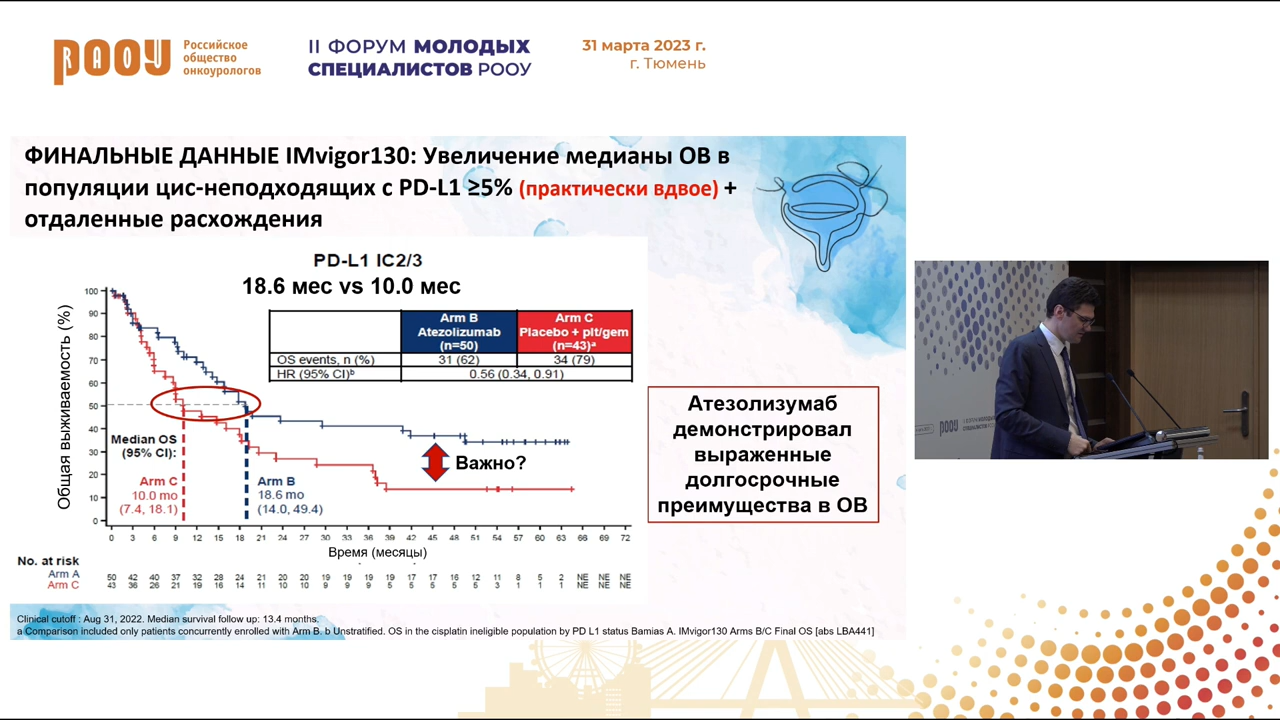 РООУ
RAOU
Российское
общество
онкоурологов
II ФОРУМ МОЛОДЫХ
СПЕЦИАЛИСТОВ РООУ
31 марта 2023 г.
г. Тюмень
ФИНАЛЬНЫЕ ДАННЫЕ IMvigor130: Увеличение медианы ОВ в
популяции цис-неподходящих с PD-L1 ≥5% (практически вдвое) +
отдаленные расхождения
PD-L1 IC2/3
18.6 мес vs 10.0 мес
Arm B
Atezolizumab
(n=50)
Arm C
Placebo + plt/gem
(n=43)ᵃ
OS events, n (%) 31 (62) 34 (79)
HR (95% CI)ᵇ 0.56 (0.34, 0.91)
Общая выживаемость (%)
100
90
80
70
60
50
40
30
20
10
0
Median OS
(95% CI):
Arm C
10.0 mo
(7.4, 18.1)
Arm B
18.6 mo
(14.0, 49.4)
Важно?
0 3 6 9 12 15 18 21 24 27 30 33 36 39 42 45 48 51 54 57 60 63 66 69 72
Время (месяцы)
No. at risk
Arm A 50 42 40 37 32 28 24 21 20 20 19 19 19 19 17 17 16 12 11 8 5 2 NE NE NE
Arm C 43 36 26 21 19 16 14 11 10 10 9 9 9 5 5 5 5 5 3 1 1 1 NE NE NE
Атезолизумаб
демонстрировал
выраженные
долгосрочные
преимущества в ОВ
Clinical cutoff : Aug 31, 2022. Median survival follow up: 13.4 months.
a Comparison included only patients concurrently enrolled with Arm B. b Unstratified. OS in the cisplatin ineligible population by PD L1 status Bamias A. IMvigor130 Arms B/C Final OS [abs LBA441]
РООУ